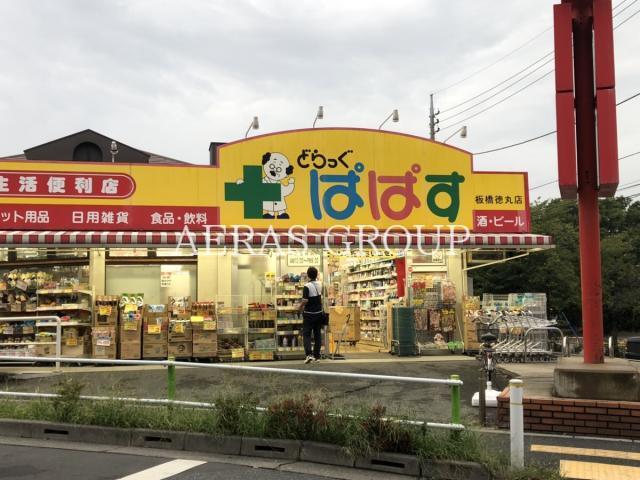 どらっぐ
ぱぱす
板橋徳丸店
生活便利店
ット用品
日用雑貨
食品・飲料
酒・ビール
AERAS GROUP